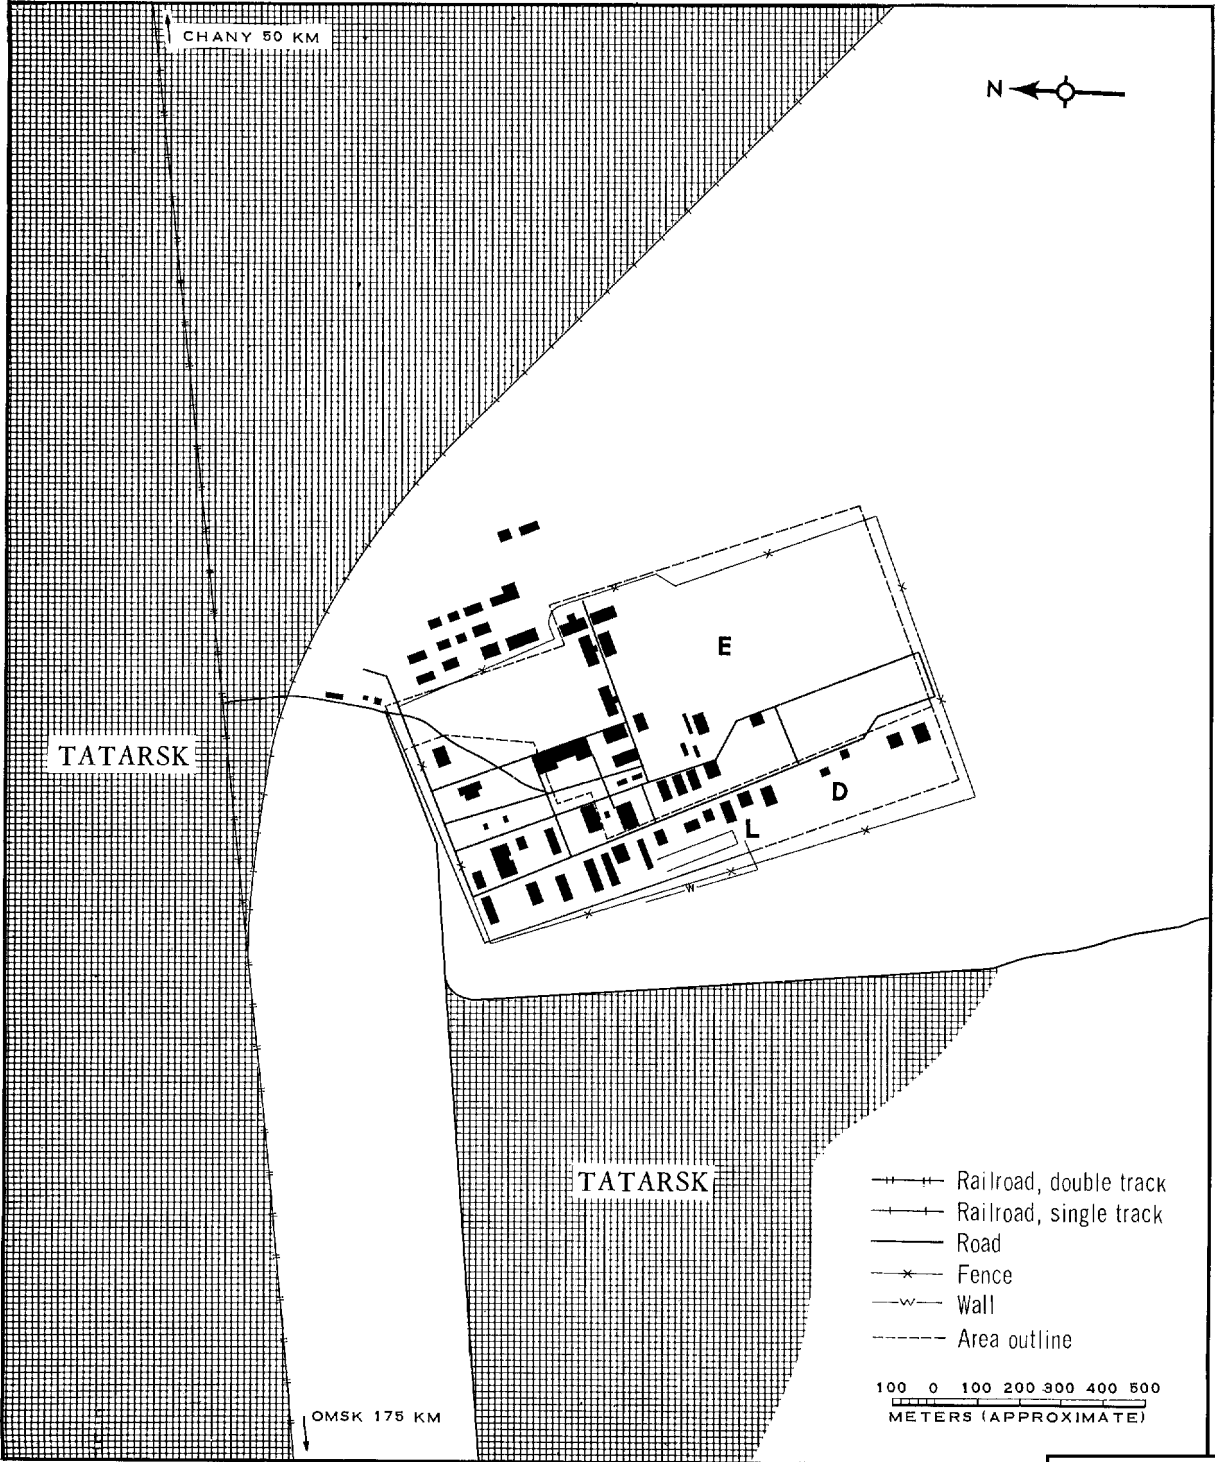 CHANY 50 KM
N
TATARSK
E
D
L
W
TATARSK
Railroad, double track
Railroad, single track
Road
Fence
W Wall
Area outline
100 0 100 200 300 400 500
METERS (APPROXIMATE)
OMSK 175 KM